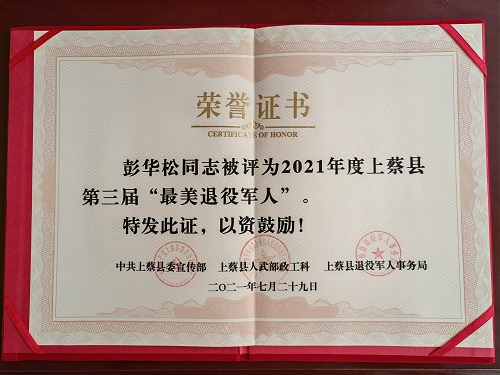 荣誉证书
CERTIFICATE OF HONOR
彭华松同志被评为2021年度上蔡县
第三届“最美退役军人”。
特发此证，以资鼓励！
中共上蔡县委宣传部 上蔡县人武部政工科 上蔡县退役军人事务局
二〇二一年七月二十九日